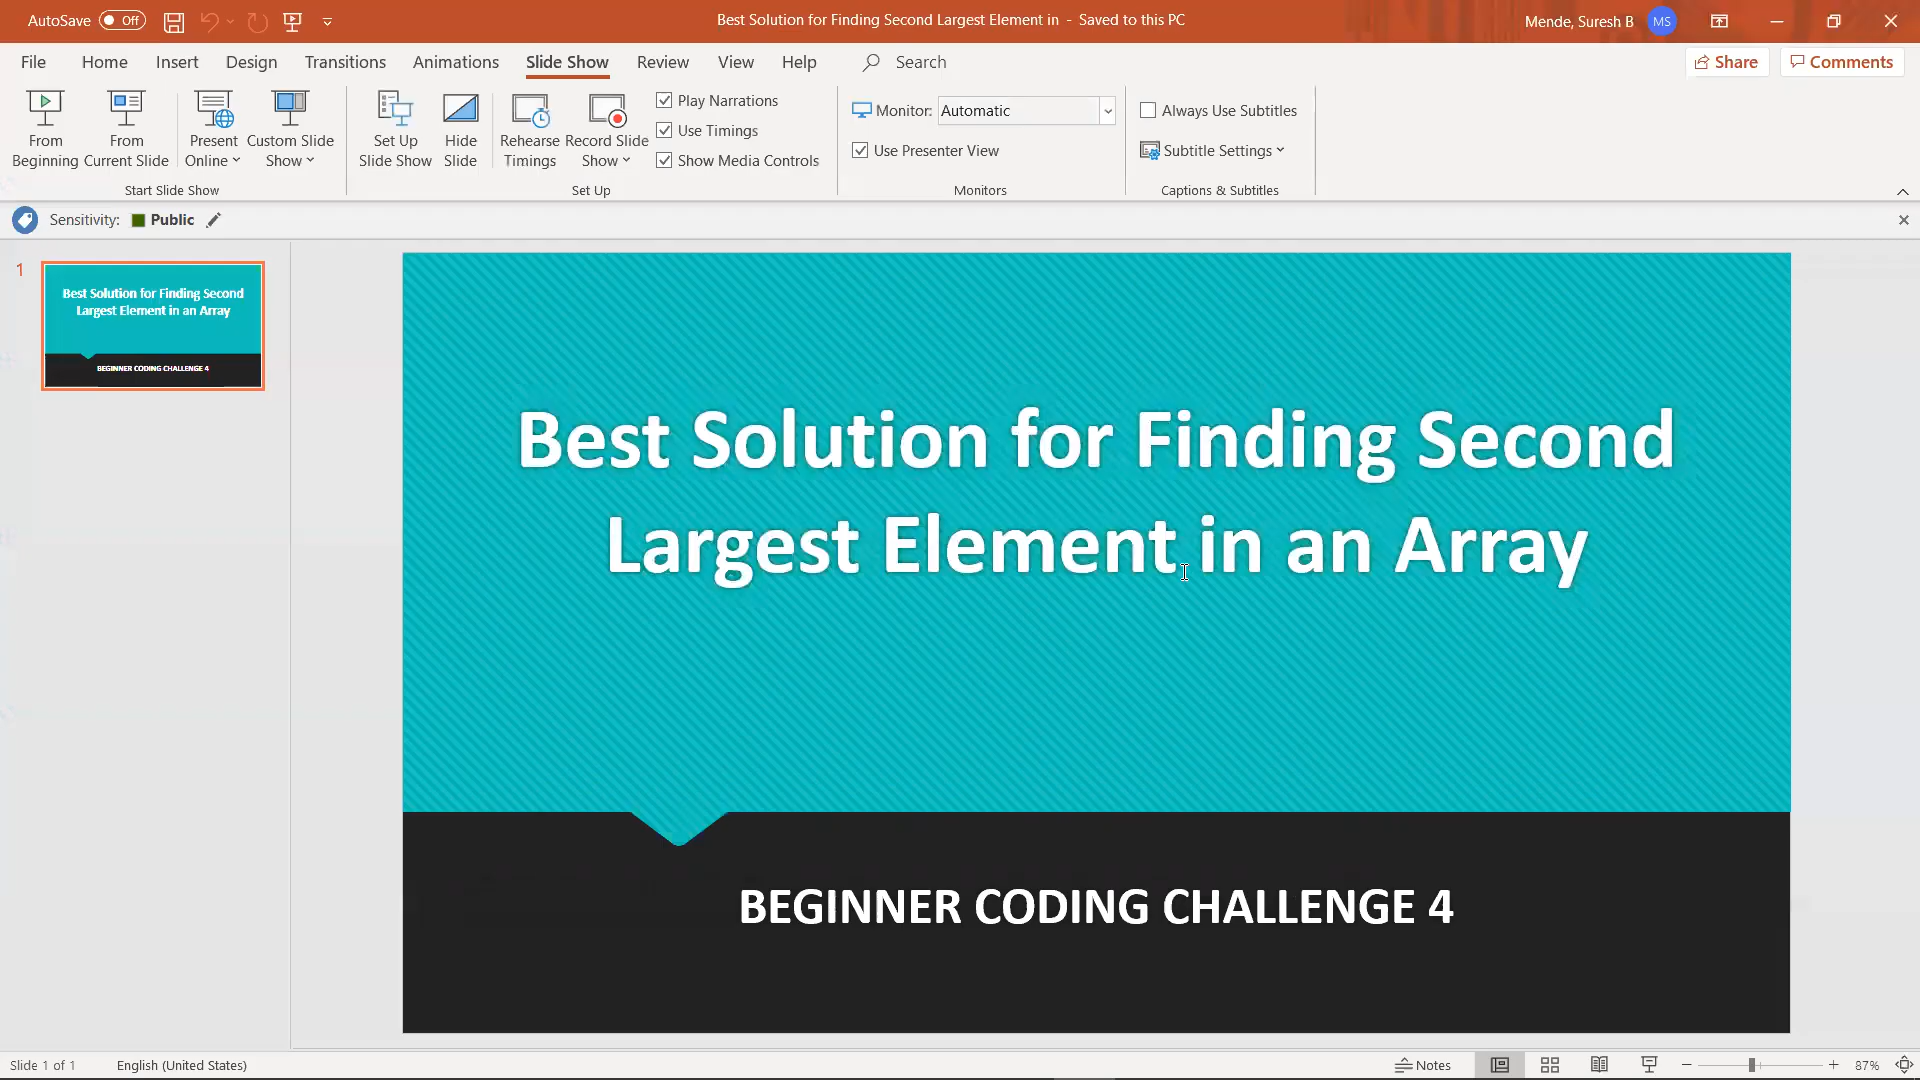 AutoSave Off
Best Solution for Finding Second Largest Element in - Saved to this PC
Mende, Suresh B MS
File Home Insert Design Transitions Animations Slide Show Review View Help Search Share Comments
From Beginning
From Current Slide
Present Online
Custom Slide Show
Start Slide Show
Set Up Slide Show
Hide Slide
Rehearse Timings
Record Slide Show
Play Narrations
Use Timings
Show Media Controls
Set Up
Monitor: Automatic
Use Presenter View
Monitors
Always Use Subtitles
Subtitle Settings
Captions & Subtitles
Sensitivity: Public
1
Best Solution for Finding Second
Largest Element in an Array
BEGINNER CODING CHALLENGE 4
Best Solution for Finding Second
Largest Element in an Array
BEGINNER CODING CHALLENGE 4
Slide 1 of 1 English (United States) Notes 87%